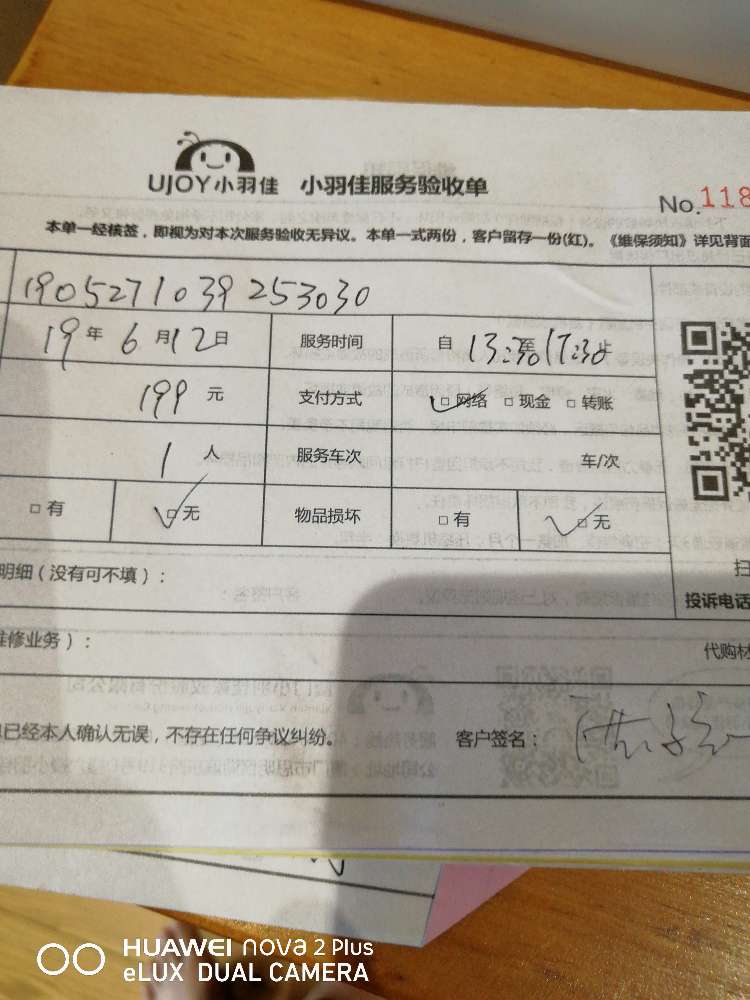 UJOY小羽佳 小羽佳服务验收单
No.118
本单一经核签，即视为对本次服务验收无异议。本单一式两份，客户留存一份(红)。《维保须知》详见背面
1905271039253030
19年6月12日 服务时间 自13:30至17:30止
199元 支付方式 ☑网络 □现金 □转账
1人 服务车次 车/次
□有 ☑无 物品损坏 □有 ☑无
明细（没有可不填）：
扫
投诉电话
维修业务）：
代购材
已经本人确认无误，不存在任何争议纠纷。 客户签名：
HUAWEI nova 2 Plus
eLUX DUAL CAMERA